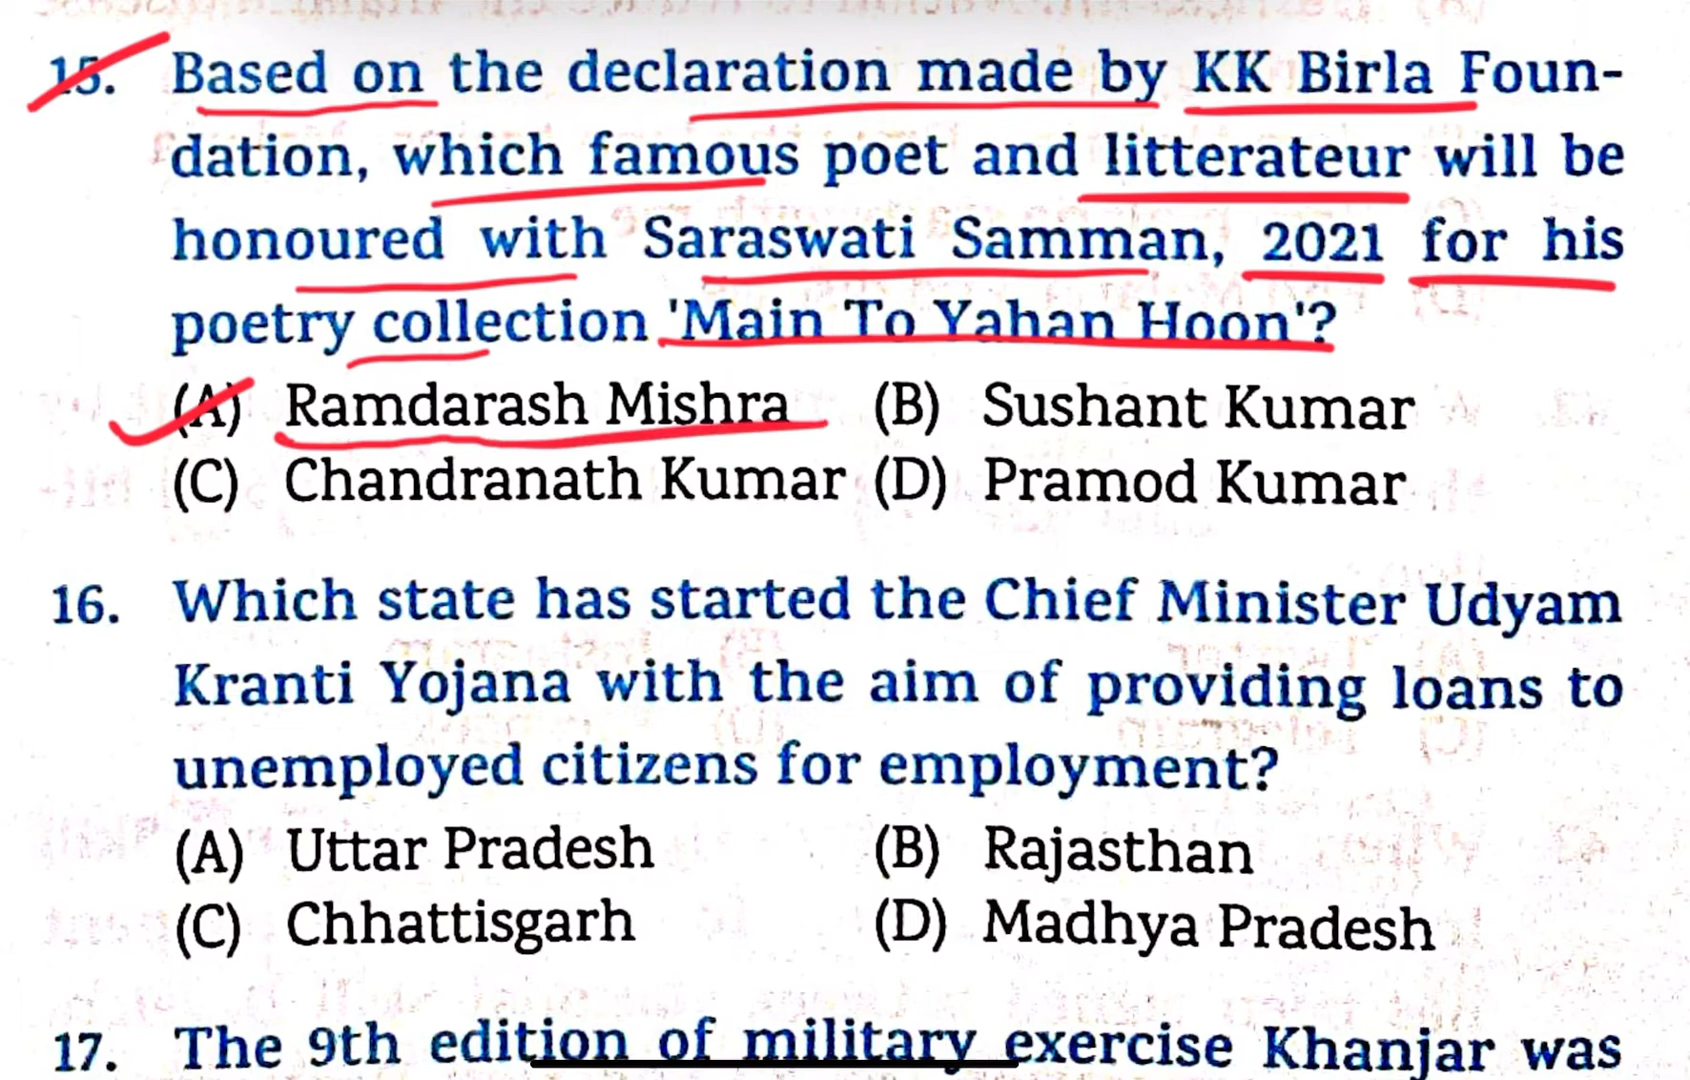 15. Based on the declaration made by KK Birla Foun-
dation, which famous poet and litterateur will be
honoured with Saraswati Samman, 2021 for his
poetry collection 'Main To Yahan Hoon'?
(A) Ramdarash Mishra (B) Sushant Kumar
(C) Chandranath Kumar (D) Pramod Kumar
16. Which state has started the Chief Minister Udyam
Kranti Yojana with the aim of providing loans to
unemployed citizens for employment?
(A) Uttar Pradesh (B) Rajasthan
(C) Chhattisgarh (D) Madhya Pradesh
17. The 9th edition of military exercise Khanjar was